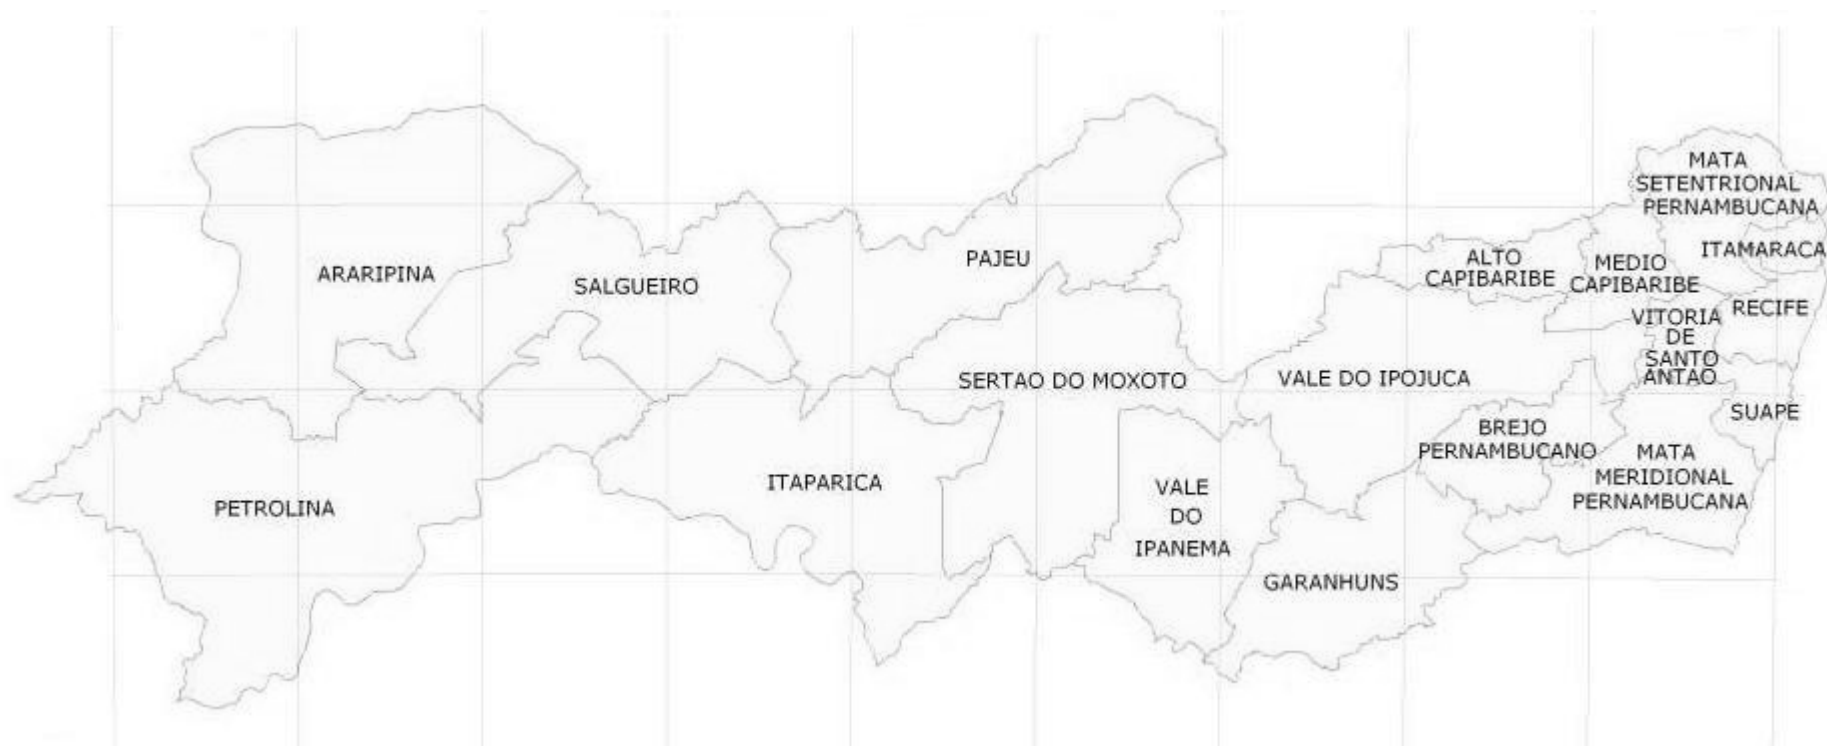 MATA
SETENTRIONAL
PERNAMBUCANA
ITAMARACA
ALTO
CAPIBARIBE
MEDIO
CAPIBARIBE
PAJEU
ARARIPINA
SALGUEIRO
RECIFE
VITORIA
DE
SANTO
ANTAO
SERTAO DO MOXOTO
VALE DO IPOJUCA
SUAPE
BREJO
PERNAMBUCANO
MATA
MERIDIONAL
PERNAMBUCANA
ITAPARICA
VALE
DO
IPANEMA
PETROLINA
GARANHUNS